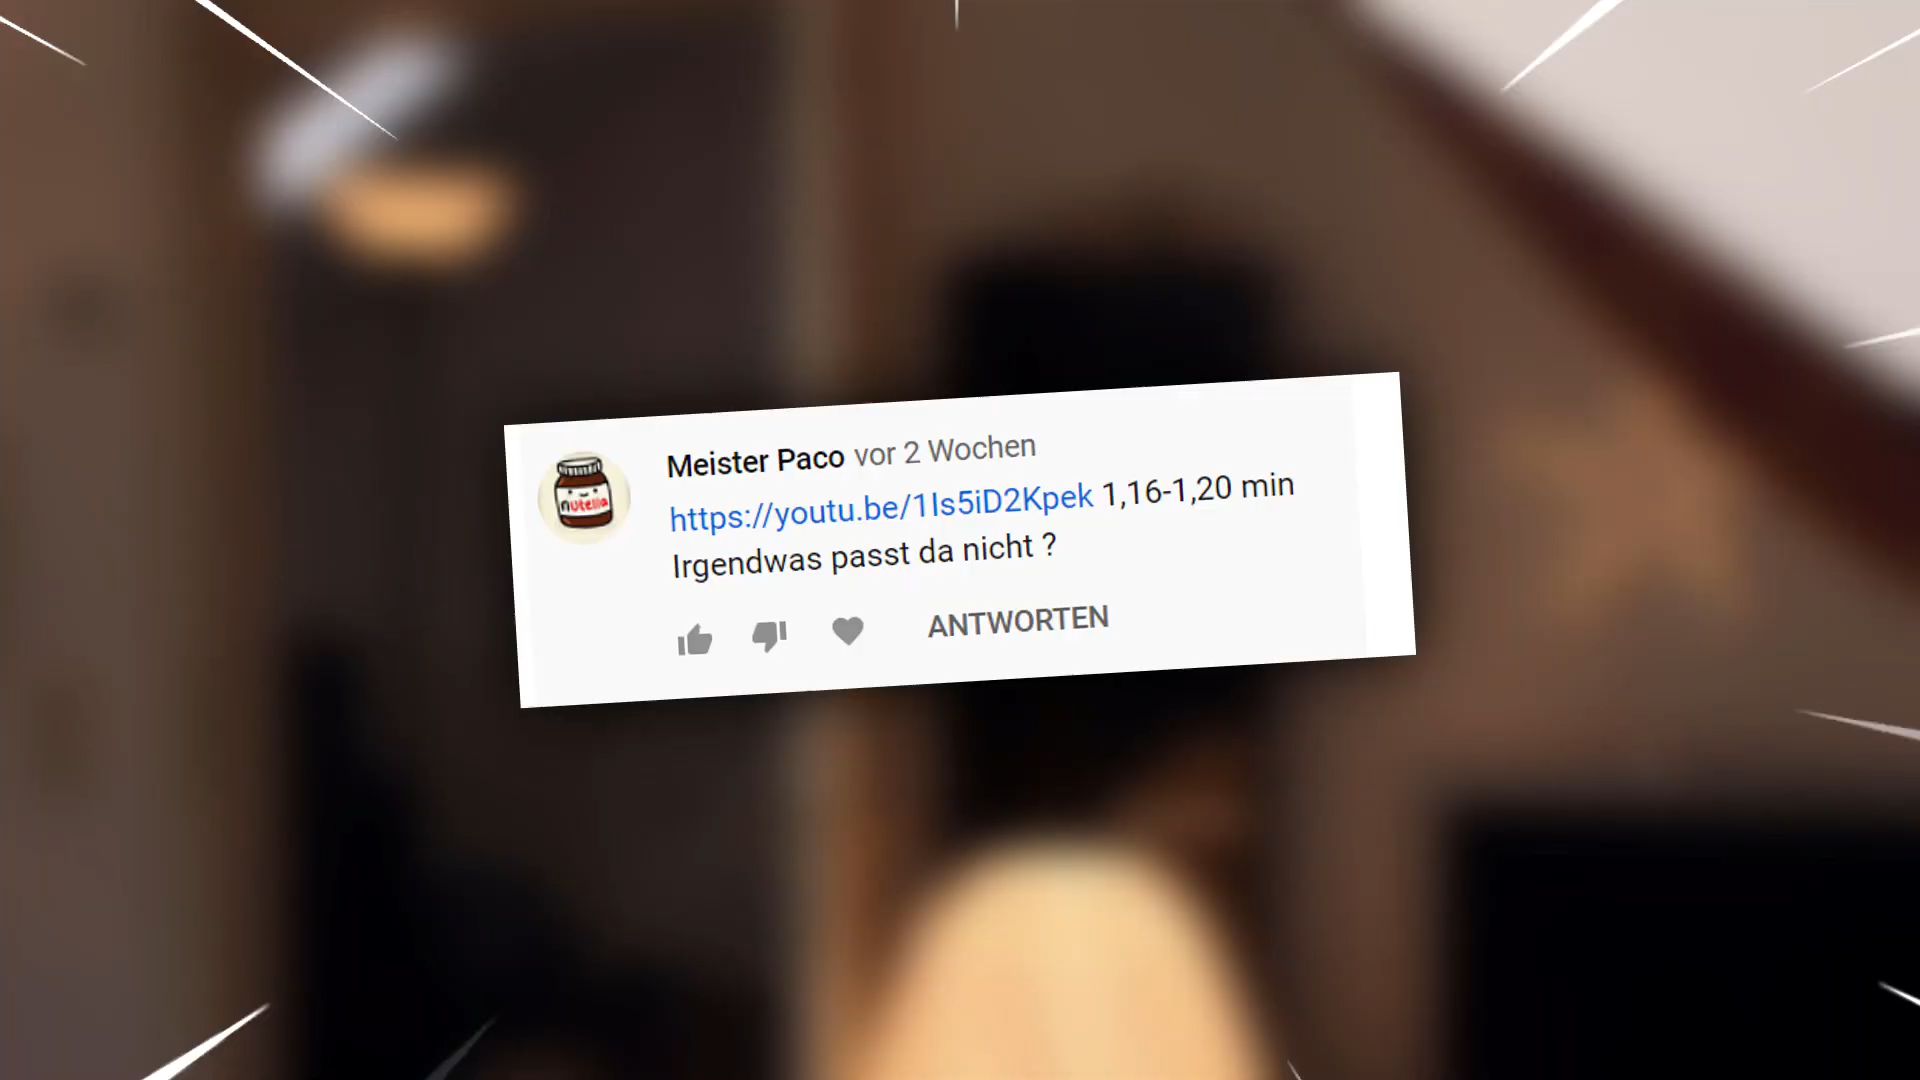 Meister Paco vor 2 Wochen
https://youtu.be/1Is5iD2Kpek 1,16-1,20 min
Irgendwas passt da nicht ?
ANTWORTEN
nutella